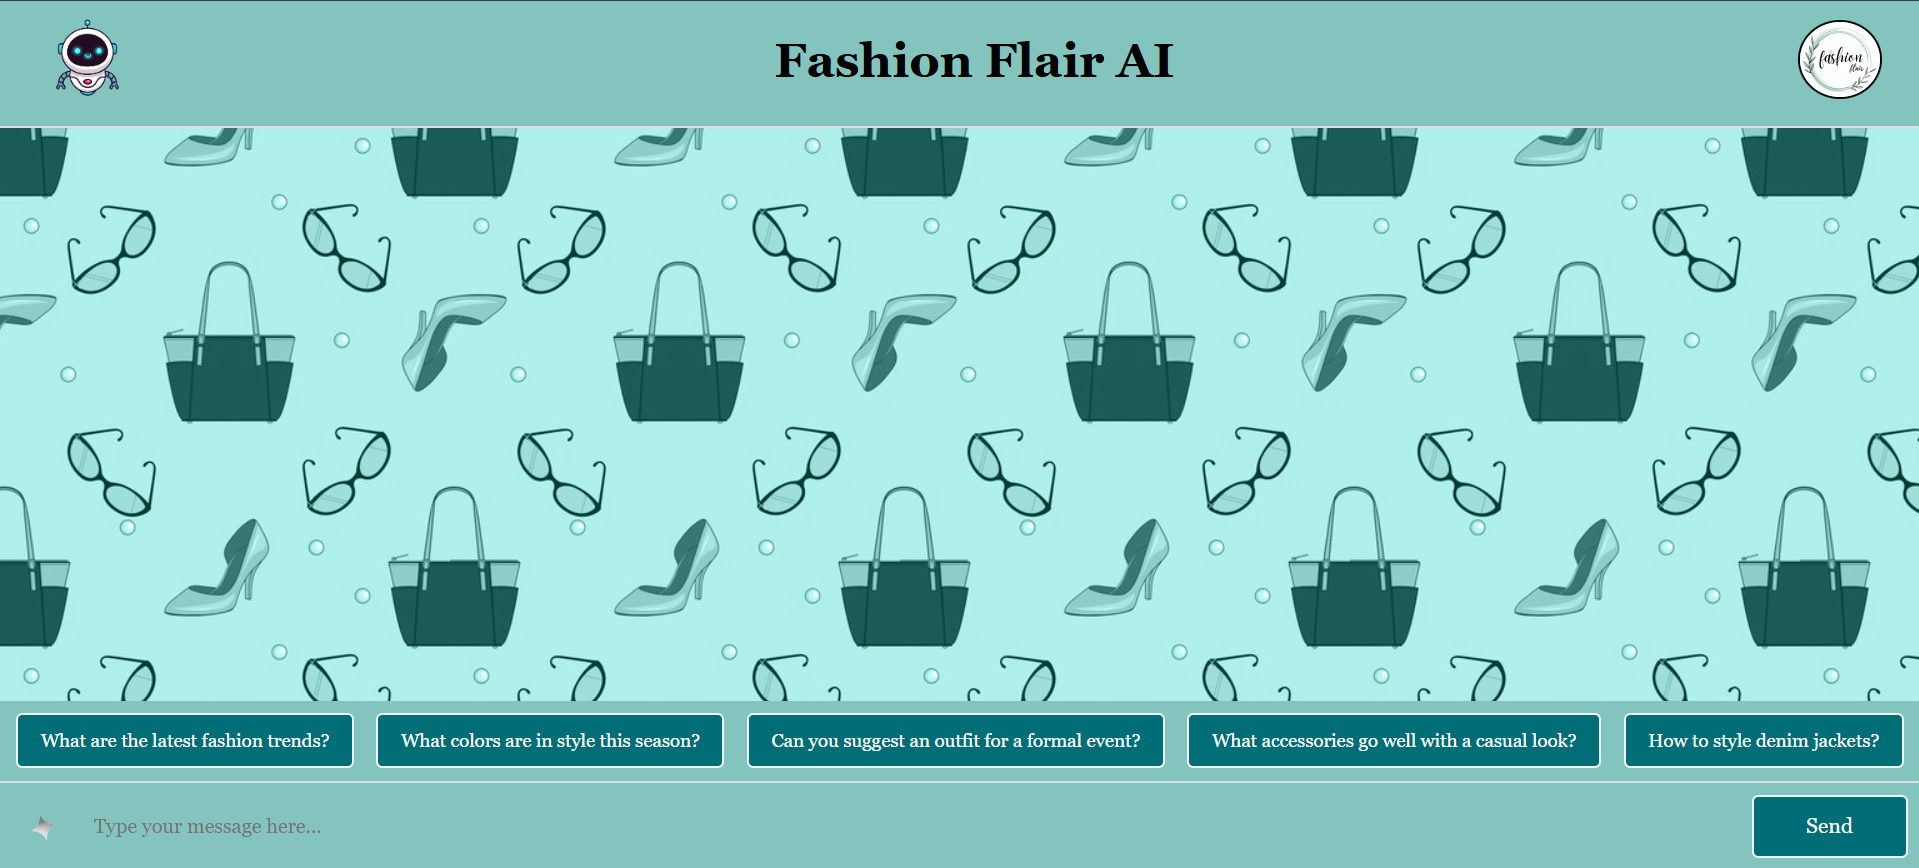 Fashion Flair AI
fashion
flair
What are the latest fashion trends?
What colors are in style this season?
Can you suggest an outfit for a formal event?
What accessories go well with a casual look?
How to style denim jackets?
Type your message here...
Send